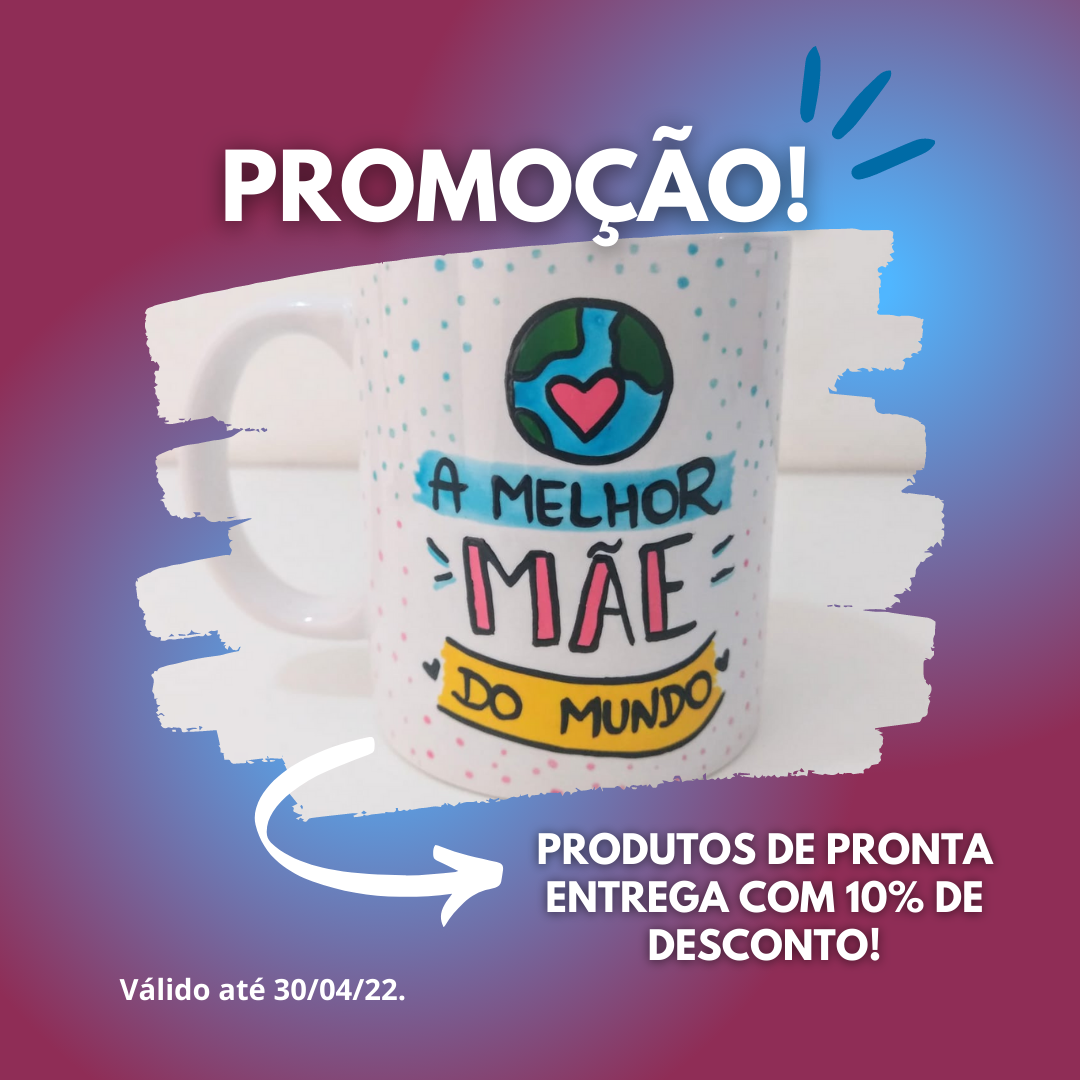 PROMOÇÃO!
A MELHOR
MÃE
DO MUNDO
PRODUTOS DE PRONTA
ENTREGA COM 10% DE
DESCONTO!
Válido até 30/04/22.